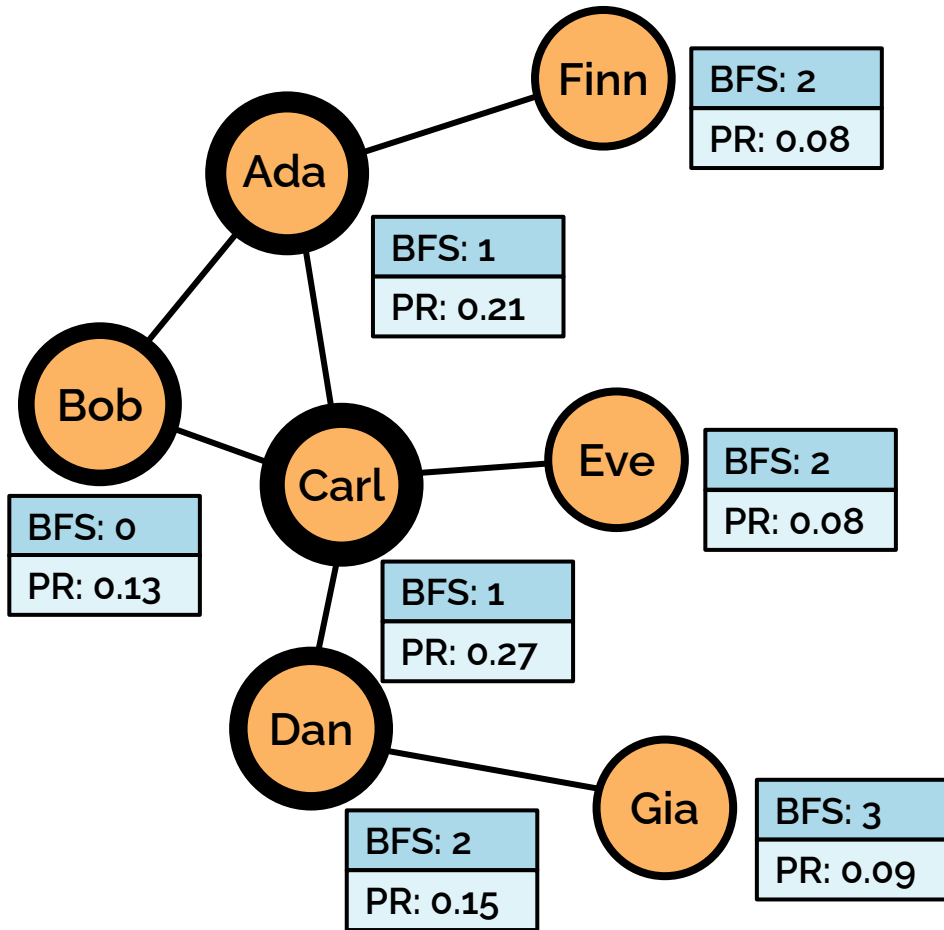 Finn
BFS: 2
PR: 0.08
Ada
BFS: 1
PR: 0.21
Bob
BFS: 0
PR: 0.13
Carl
BFS: 1
PR: 0.27
Eve
BFS: 2
PR: 0.08
Dan
BFS: 2
PR: 0.15
Gia
BFS: 3
PR: 0.09